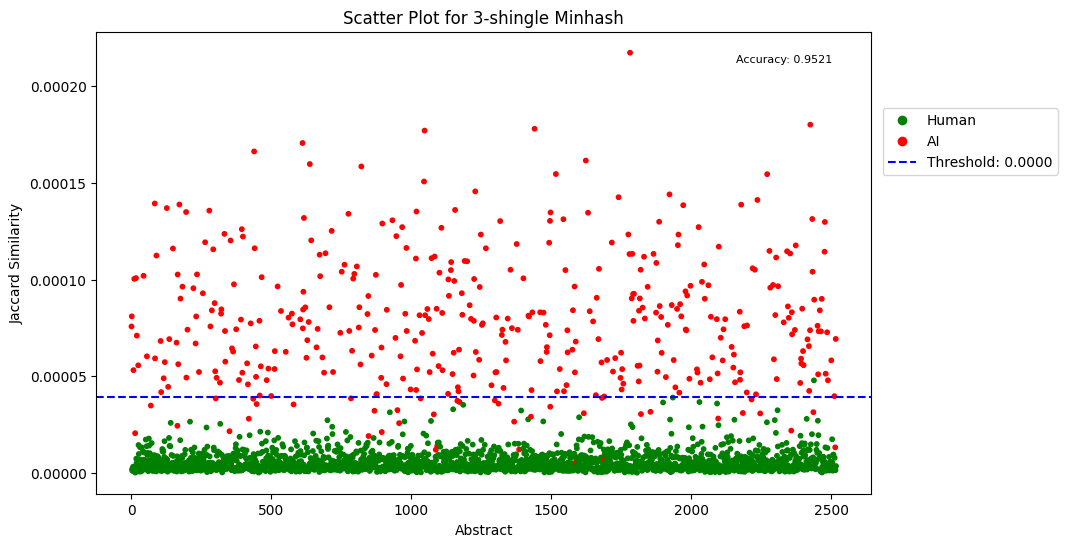 Scatter Plot for 3-shingle Minhash
Accuracy: 0.9521
Human
AI
Threshold: 0.0000
Jaccard Similarity
0.00020
0.00015
0.00010
0.00005
0.00000
0
500
1000
1500
2000
2500
Abstract